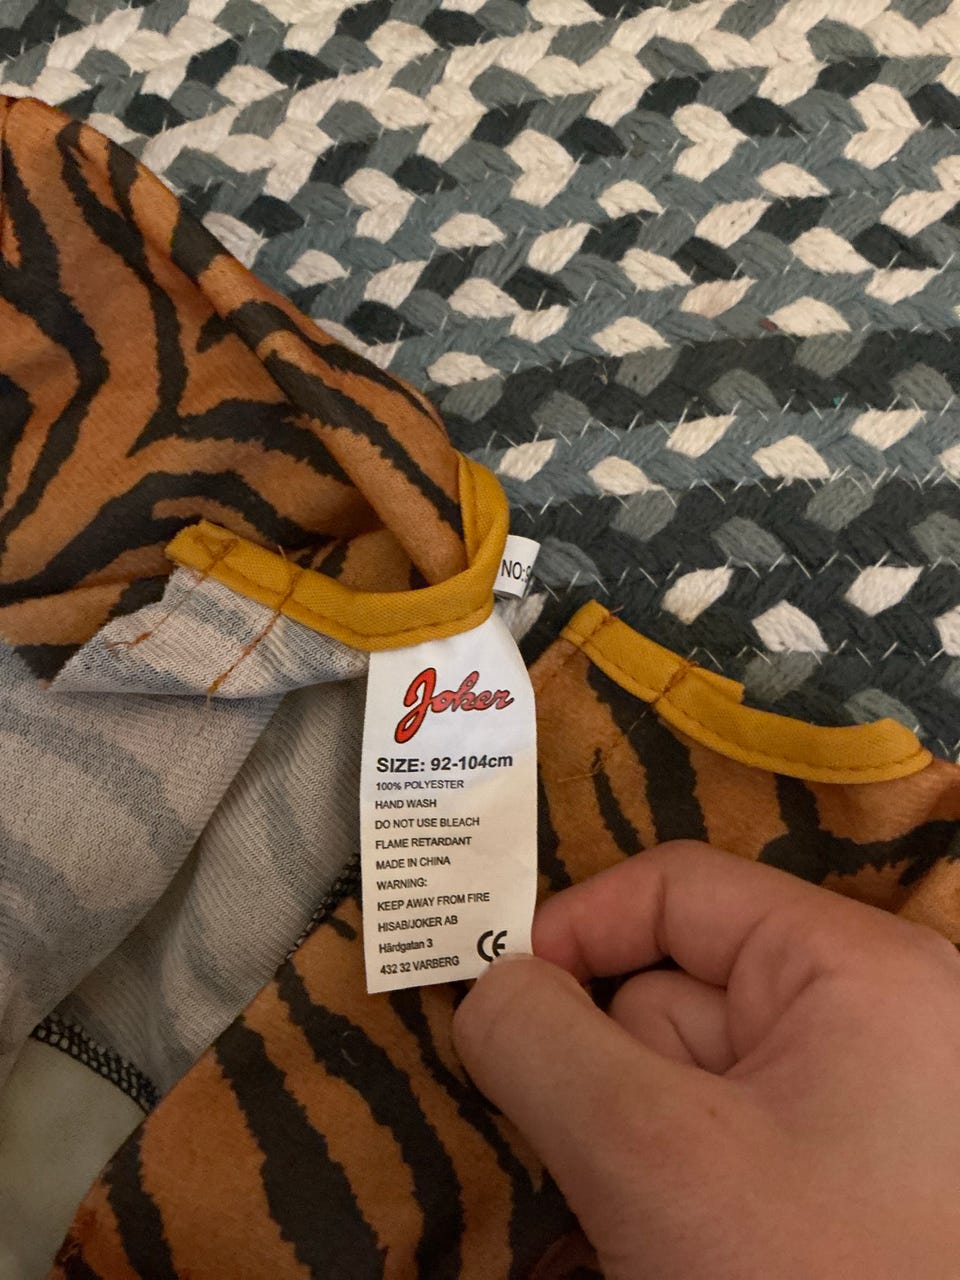 NO:
Joker
SIZE: 92-104cm
100% POLYESTER
HAND WASH
DO NOT USE BLEACH
FLAME RETARDANT
MADE IN CHINA
WARNING:
KEEP AWAY FROM FIRE
HISAB/JOKER AB
Härdgatan 3
432 32 VARBERG CE